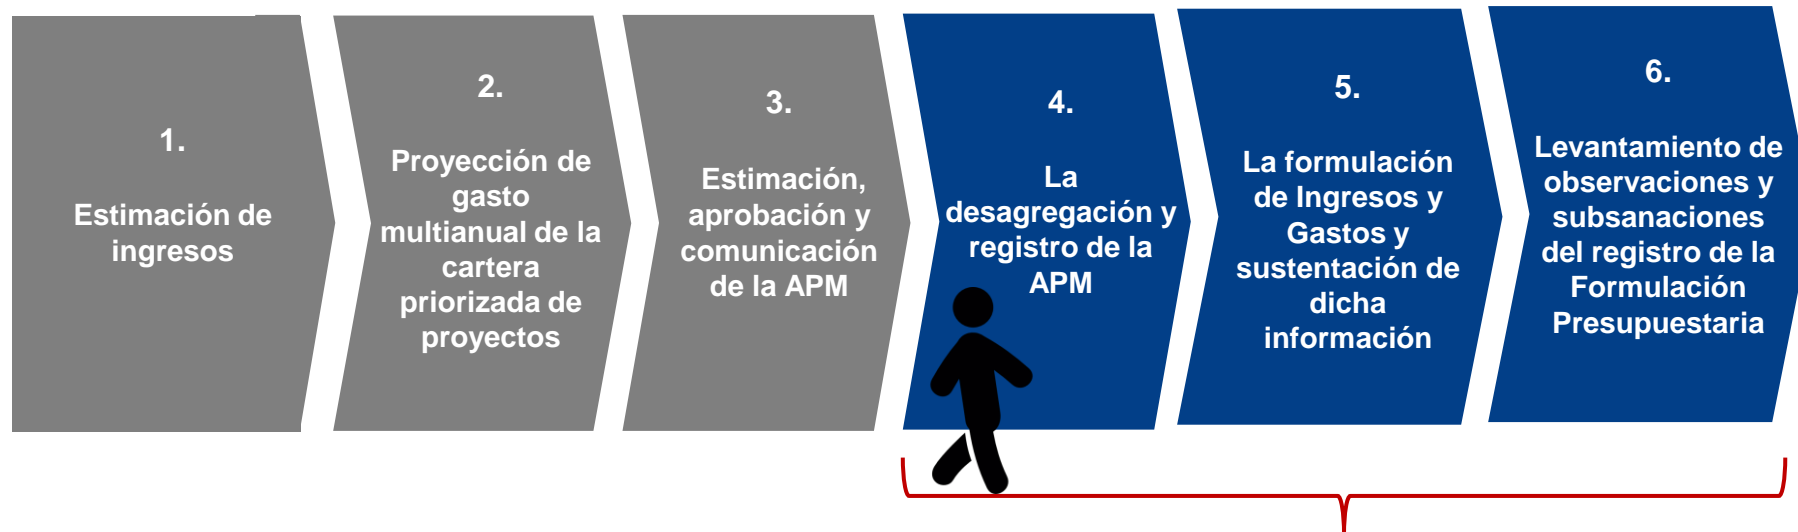 1.
Estimación de
ingresos
2.
Proyección de
gasto
multianual de la
cartera
priorizada de
proyectos
3.
Estimación,
aprobación y
comunicación
de la APM
4.
La
desagregación y
registro de la
APM
5.
La formulación
de Ingresos y
Gastos y
sustentación de
dicha
información
6.
Levantamiento de
observaciones y
subsanaciones
del registro de la
Formulación
Presupuestaria